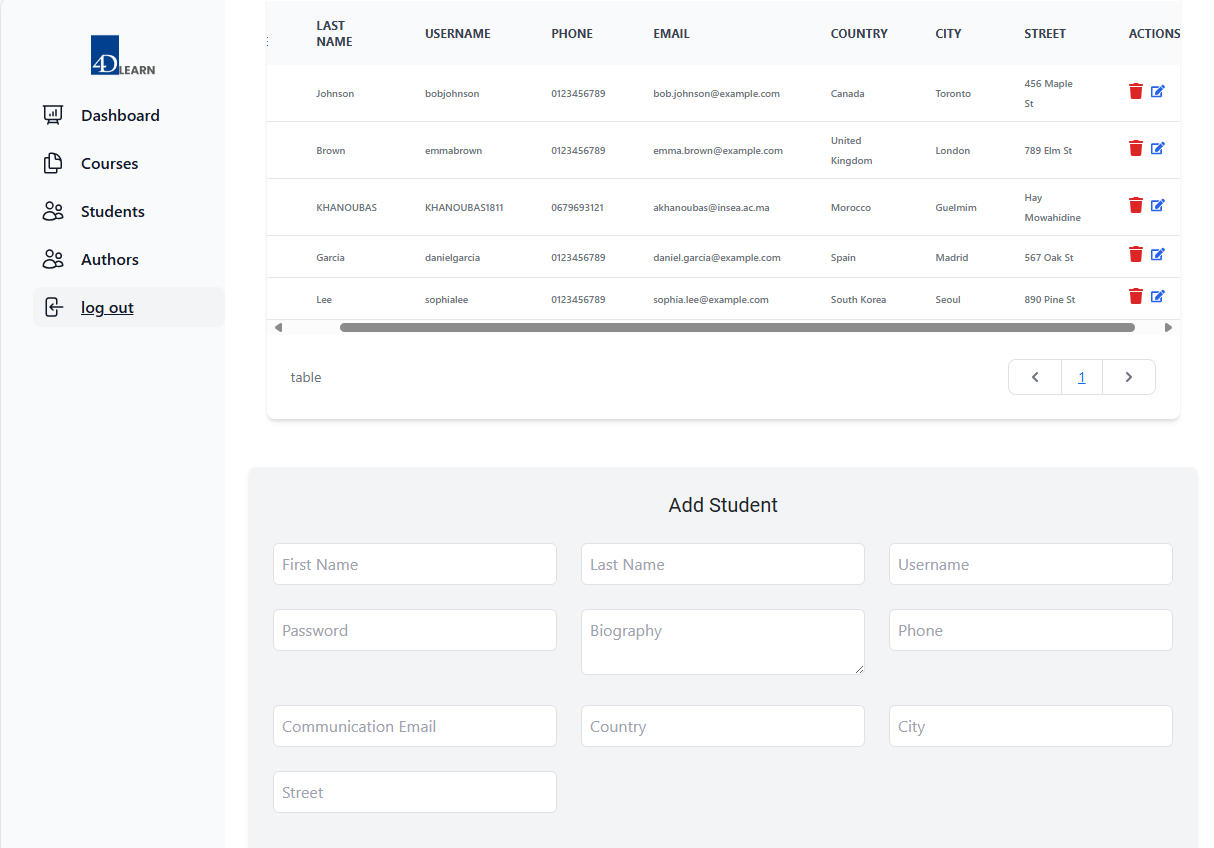 4D LEARN
Dashboard
Courses
Students
Authors
log out
LAST NAME USERNAME PHONE EMAIL COUNTRY CITY STREET ACTIONS
Johnson bobjohnson 0123456789 bob.johnson@example.com Canada Toronto 456 Maple St
Brown emmabrown 0123456789 emma.brown@example.com United Kingdom London 789 Elm St
KHANOUBAS KHANOUBAS1811 0679693121 akhanoubas@insea.ac.ma Morocco Guelmim Hay Mowahidine
Garcia danielgarcia 0123456789 daniel.garcia@example.com Spain Madrid 567 Oak St
Lee sophialee 0123456789 sophia.lee@example.com South Korea Seoul 890 Pine St
table 1
Add Student
First Name Last Name Username
Password Biography Phone
Communication Email Country City
Street